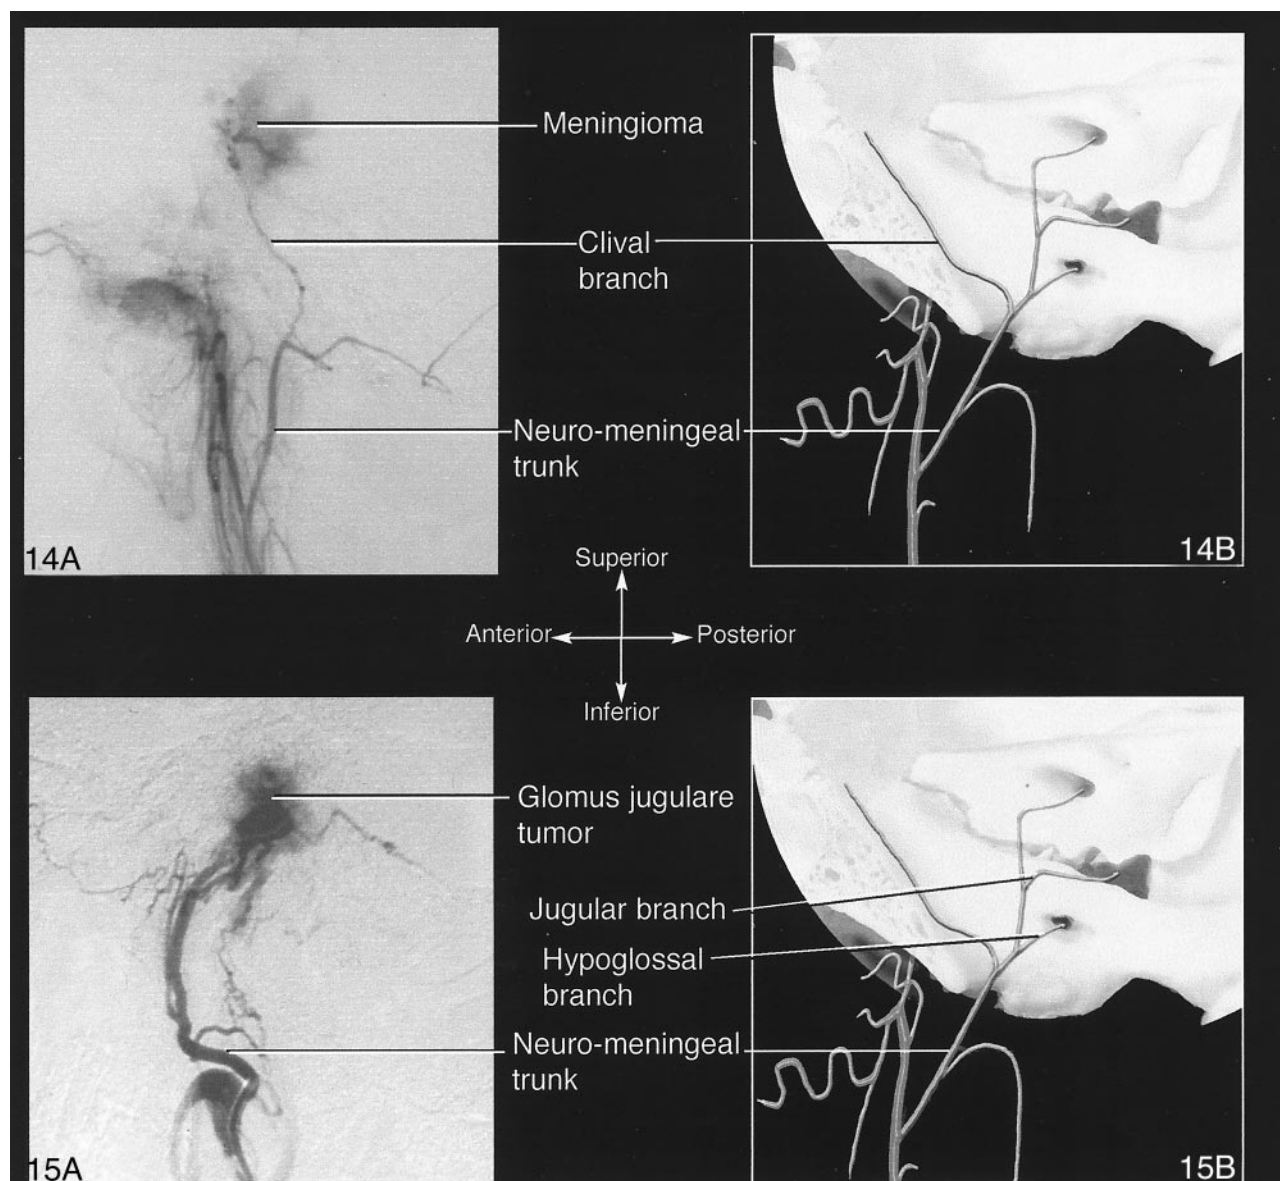 Meningioma
Clival
branch
Neuro-meningeal
trunk
14A
14B
Superior
Anterior
Posterior
Inferior
Glomus jugulare
tumor
Jugular branch
Hypoglossal
branch
Neuro-meningeal
trunk
15A
15B